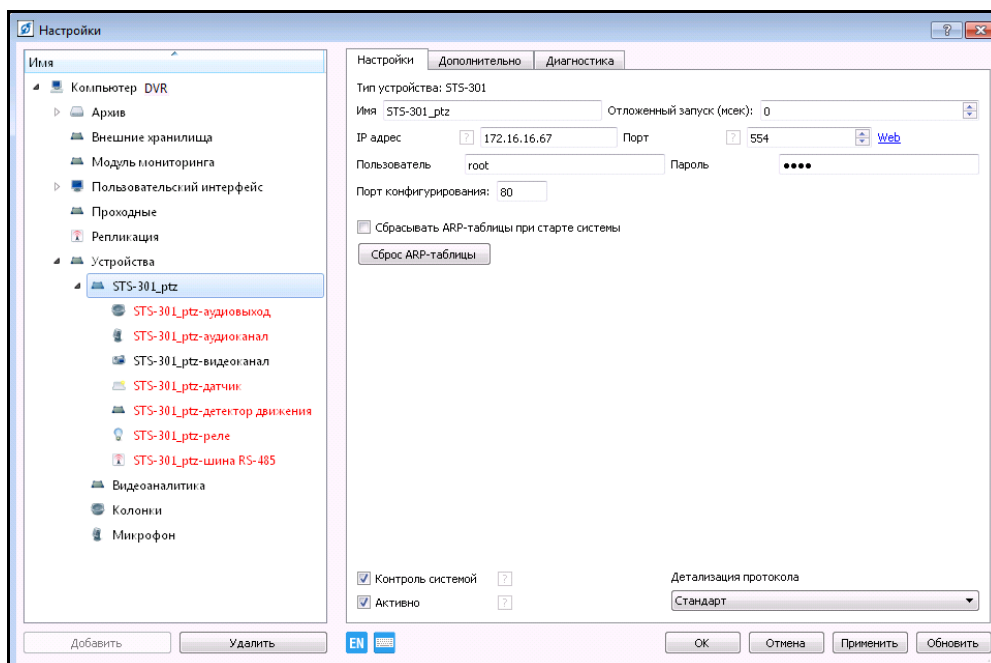 Настройки
Имя
Компьютер DVR
Архив
Внешние хранилища
Модуль мониторинга
Пользовательский интерфейс
Проходные
Репликация
Устройства
STS-301_ptz
STS-301_ptz-аудиовыход
STS-301_ptz-аудиоканал
STS-301_ptz-видеоканал
STS-301_ptz-датчик
STS-301_ptz-детектор движения
STS-301_ptz-реле
STS-301_ptz-шина RS-485
Видеоаналитика
Колонки
Микрофон
Добавить Удалить
Настройки Дополнительно Диагностика
Тип устройства: STS-301
Имя STS-301_ptz Отложенный запуск (мсек): 0
IP адрес ? 172.16.16.67 Порт ? 554 Web
Пользователь root Пароль ●●●●
Порт конфигурирования: 80
Сбрасывать ARP-таблицы при старте системы
Сброс ARP-таблицы
Контроль системой ? Детализация протокола
Активно ? Стандарт
EN OK Отмена Применить Обновить